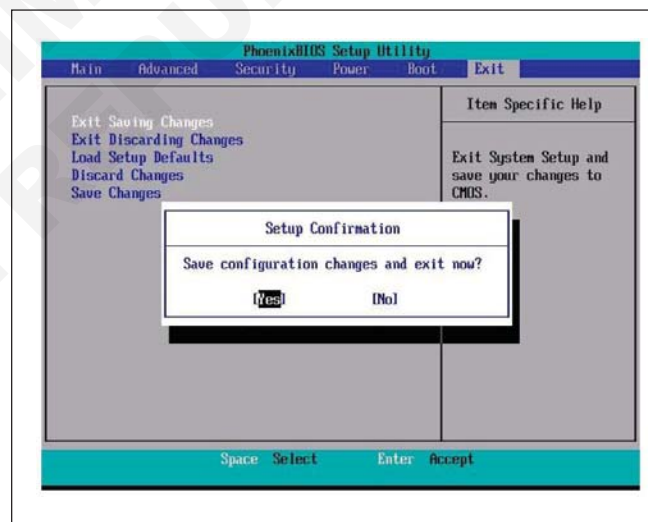 PhoenixBIOS Setup Utility
Main Advanced Security Power Boot Exit
Exit Saving Changes
Exit Discarding Changes
Load Setup Defaults
Discard Changes
Save Changes
Item Specific Help
Exit System Setup and
save your changes to
CMOS.
Setup Confirmation
Save configuration changes and exit now?
[Yes] [No]
Space Select Enter Accept